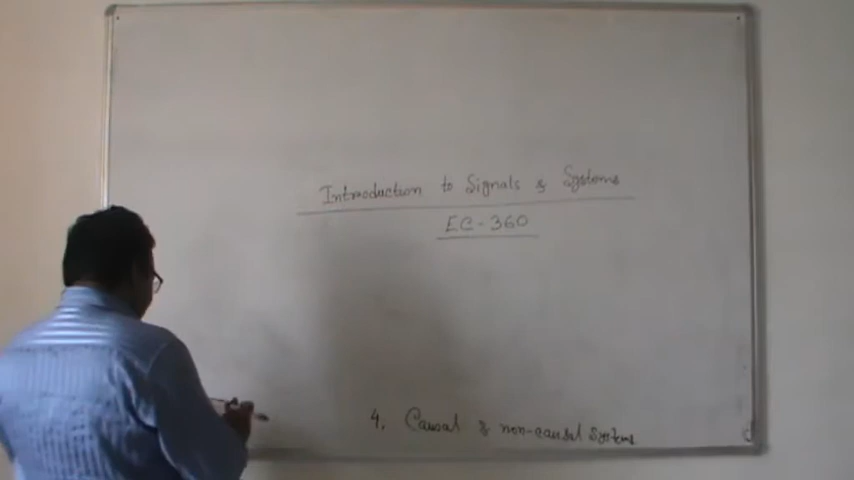 Introduction to Signals & Systems
EC-360
4. Causal & non-causal Systems